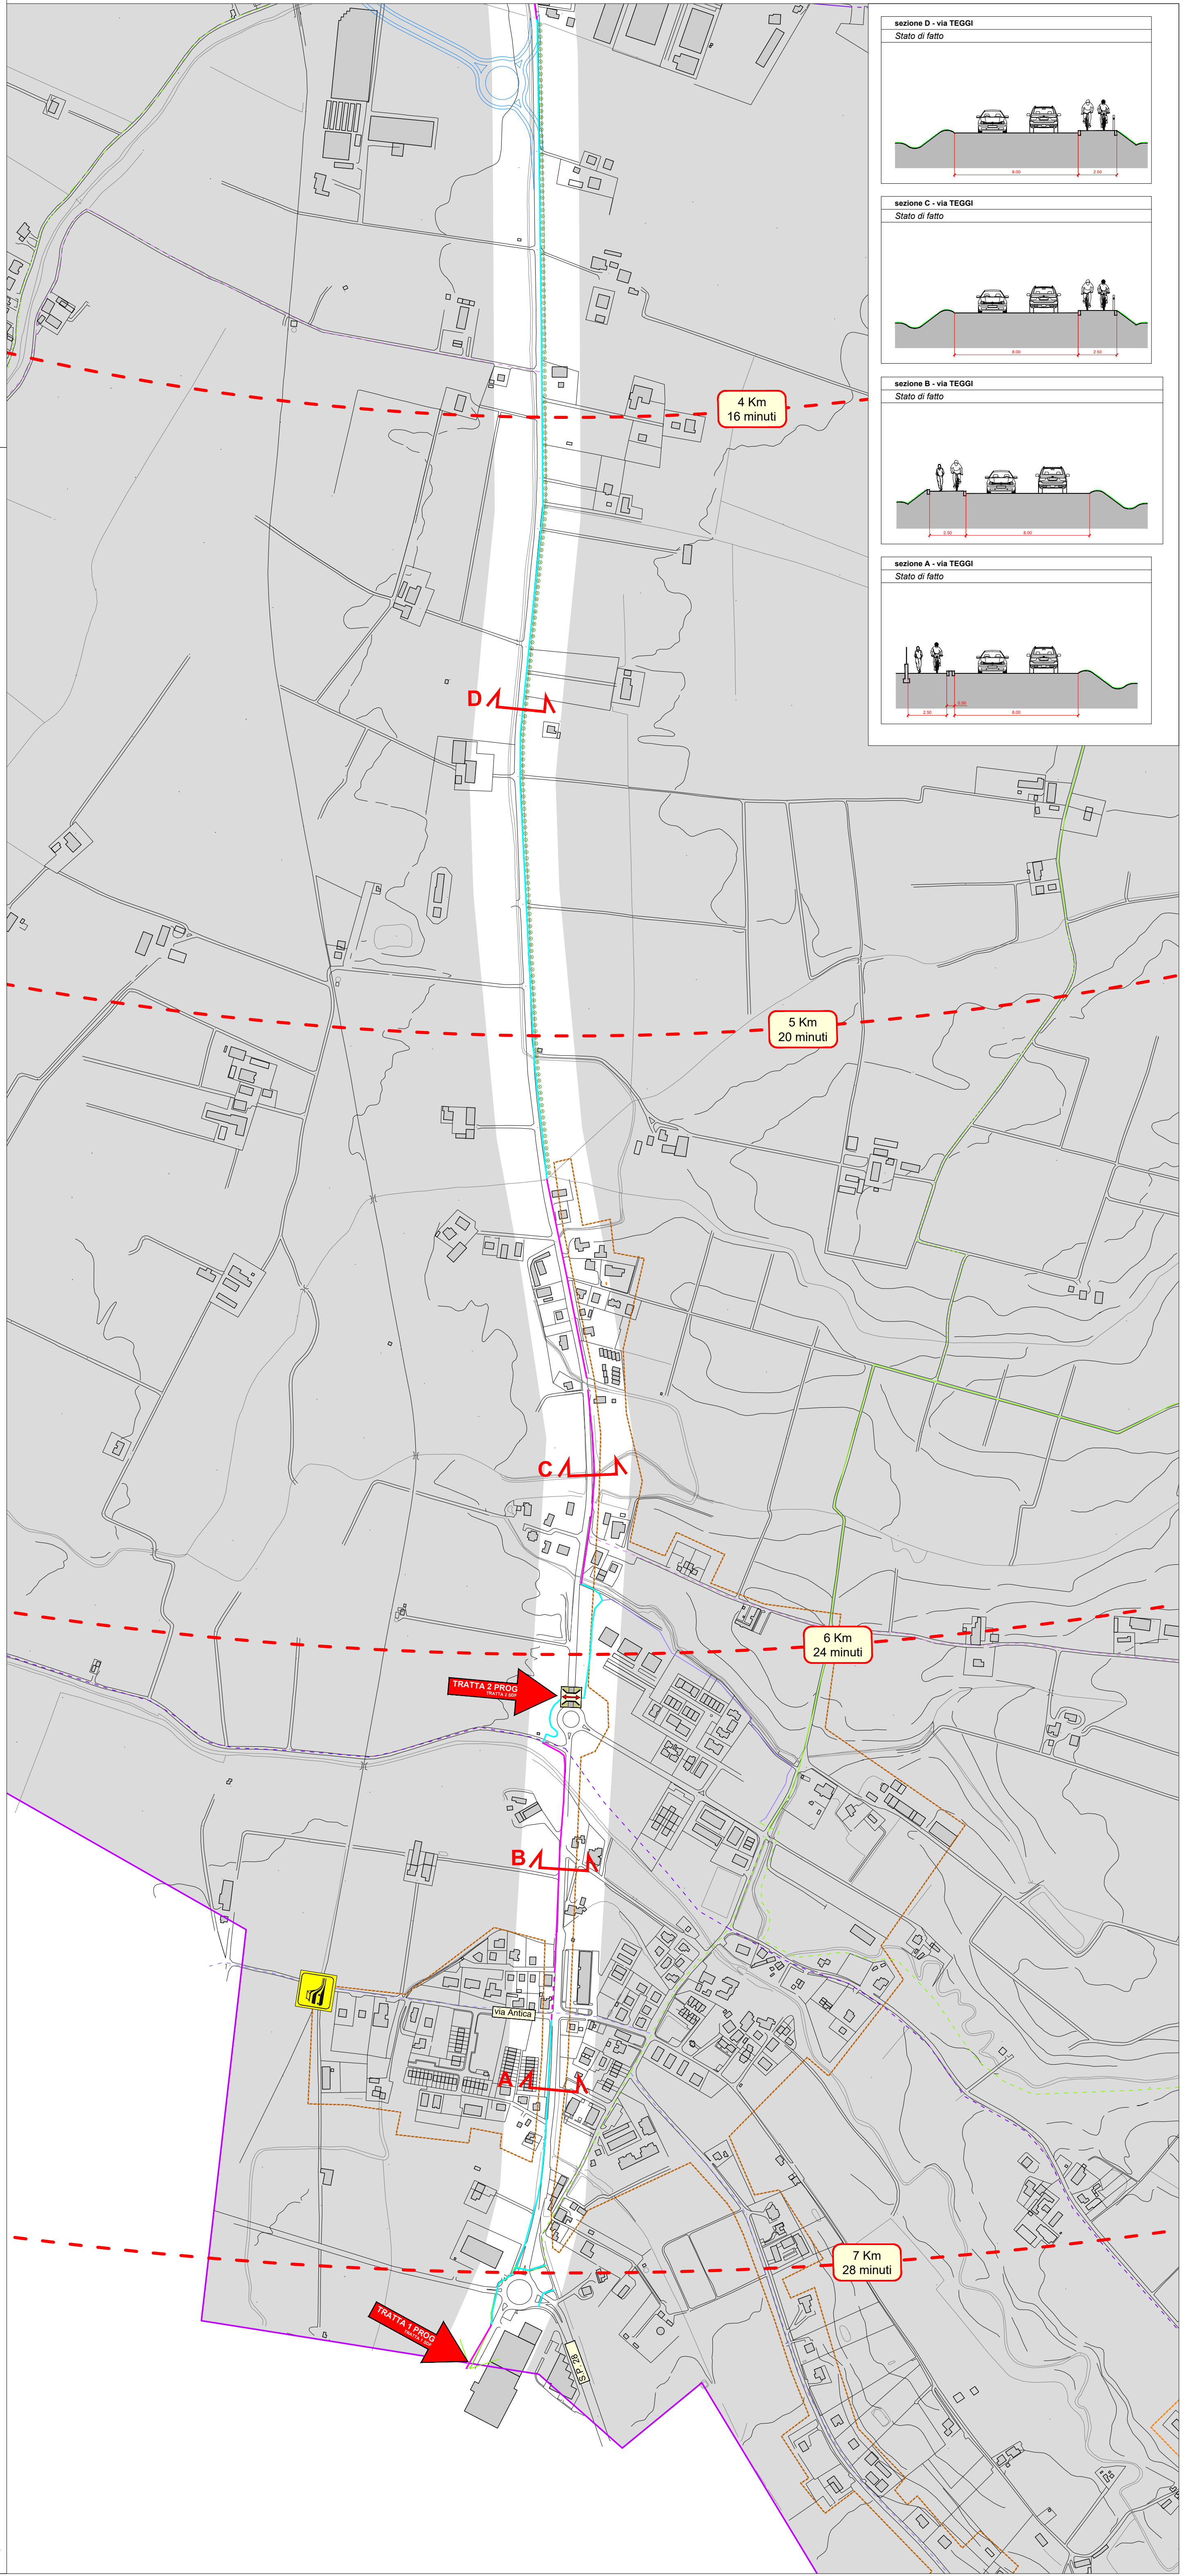 sezione D - via TEGGI
Stato di fatto
8.00
2.00
sezione C - via TEGGI
Stato di fatto
8.00
2.50
sezione B - via TEGGI
Stato di fatto
2.00
8.00
sezione A - via TEGGI
Stato di fatto
2.50
8.00
4 Km
16 minuti
D
5 Km
20 minuti
C
6 Km
24 minuti
TRATTA 2 PROG
B
via Antica
A
7 Km
28 minuti
TRATTA 1 PROG
S.P. 28